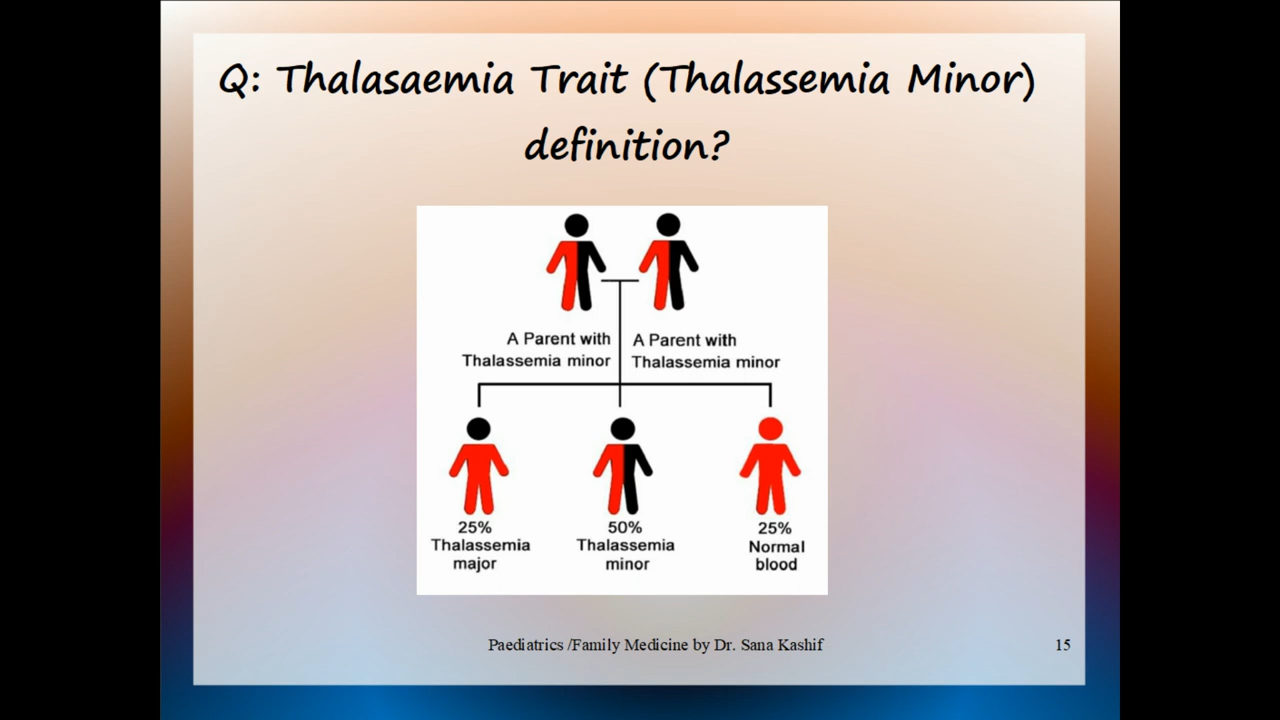 Q: Thalasaemia Trait (Thalassemia Minor)
definition?
A Parent with
Thalassemia minor
A Parent with
Thalassemia minor
25%
Thalassemia
major
50%
Thalassemia
minor
25%
Normal
blood
Paediatrics /Family Medicine by Dr. Sana Kashif
15